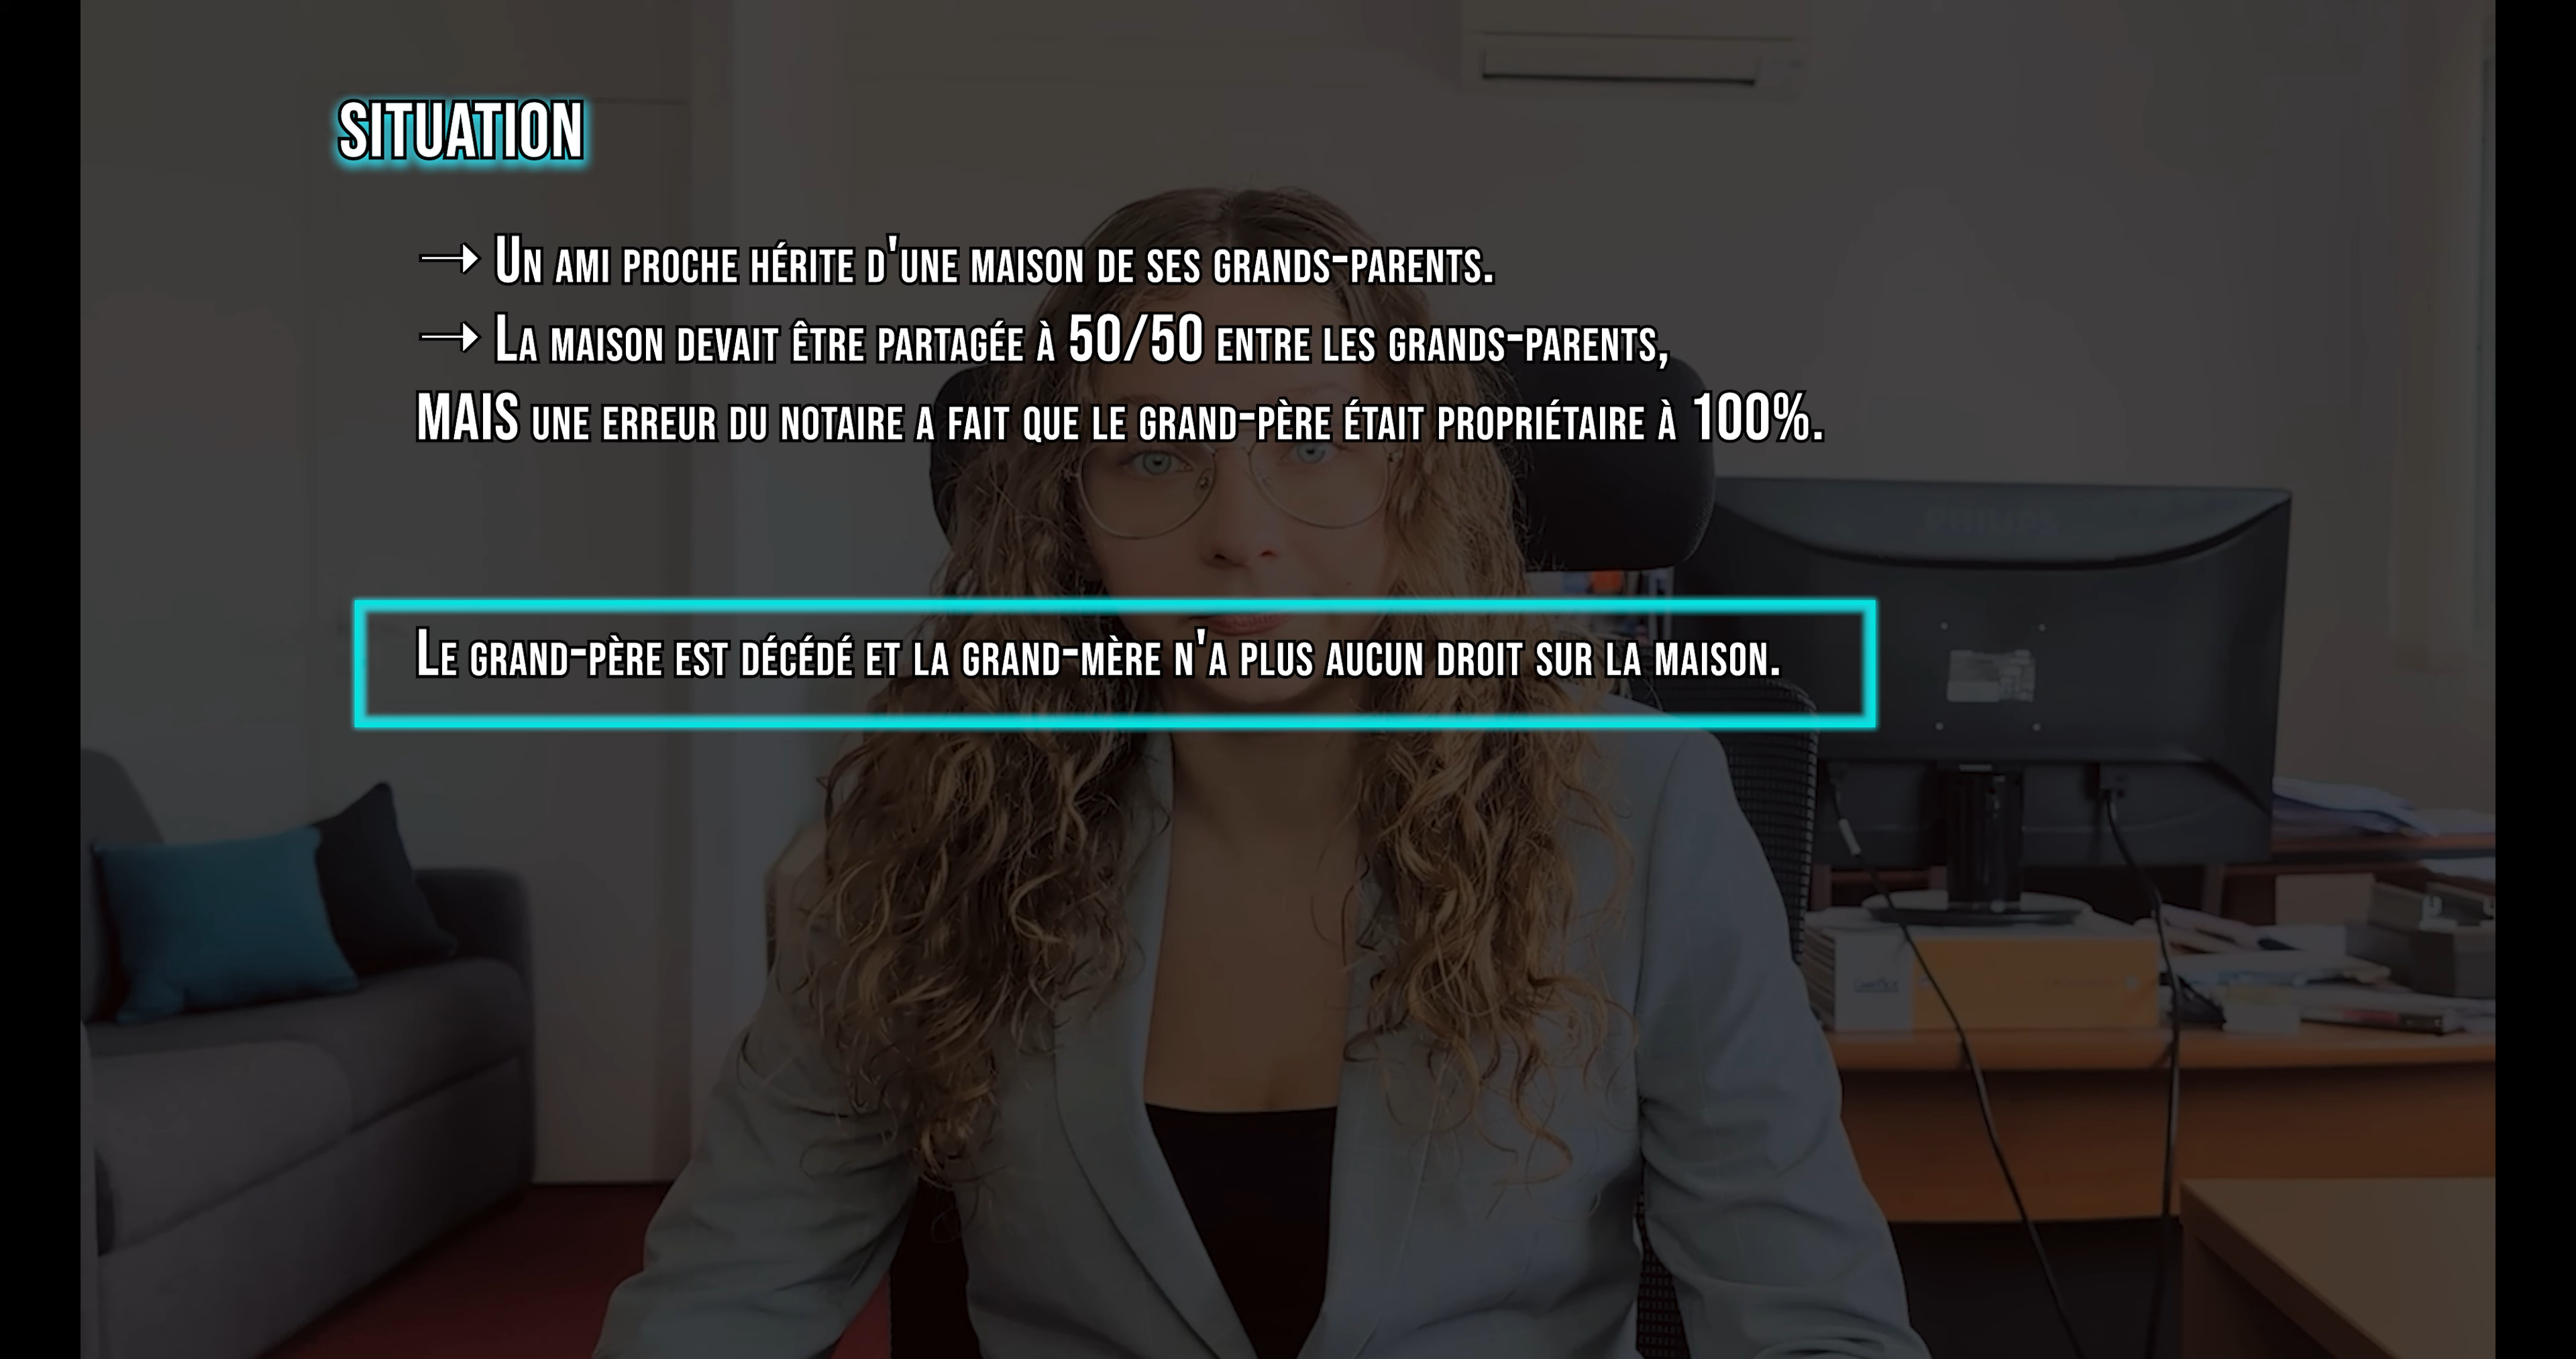 SITUATION
→ Un ami proche hérite d'une maison de ses grands-parents.
→ La maison devait être partagée à 50/50 entre les grands-parents,
MAIS une erreur du notaire a fait que le grand-père était propriétaire à 100%.
Le grand-père est décédé et la grand-mère n'a plus aucun droit sur la maison.
PHILIPS